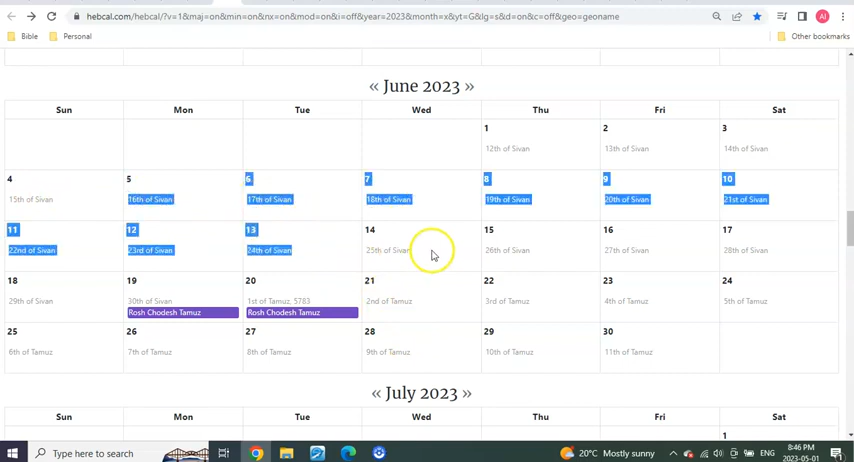 hebcal.com/hebcal/?v=1&maj=on&min=on&nx=on&mod=on&i=off&year=2023&month=x&yt=G&lg=s&d=on&c=off&geo=geoname
AI
Bible Personal Other bookmarks
« June 2023 »
Sun Mon Tue Wed Thu Fri Sat
1 2 3
12th of Sivan 13th of Sivan 14th of Sivan
4 5 6 7 8 9 10
15th of Sivan 16th of Sivan 17th of Sivan 18th of Sivan 19th of Sivan 20th of Sivan 21st of Sivan
11 12 13 14 15 16 17
22nd of Sivan 23rd of Sivan 24th of Sivan 25th of Sivan 26th of Sivan 27th of Sivan 28th of Sivan
18 19 20 21 22 23 24
29th of Sivan 30th of Sivan 1st of Tamuz, 5783 2nd of Tamuz 3rd of Tamuz 4th of Tamuz 5th of Tamuz
Rosh Chodesh Tamuz Rosh Chodesh Tamuz
25 26 27 28 29 30
6th of Tamuz 7th of Tamuz 8th of Tamuz 9th of Tamuz 10th of Tamuz 11th of Tamuz
« July 2023 »
Sun Mon Tue Wed Thu Fri Sat
1
Type here to search 20°C Mostly sunny ENG 8:46 PM
2023-05-01